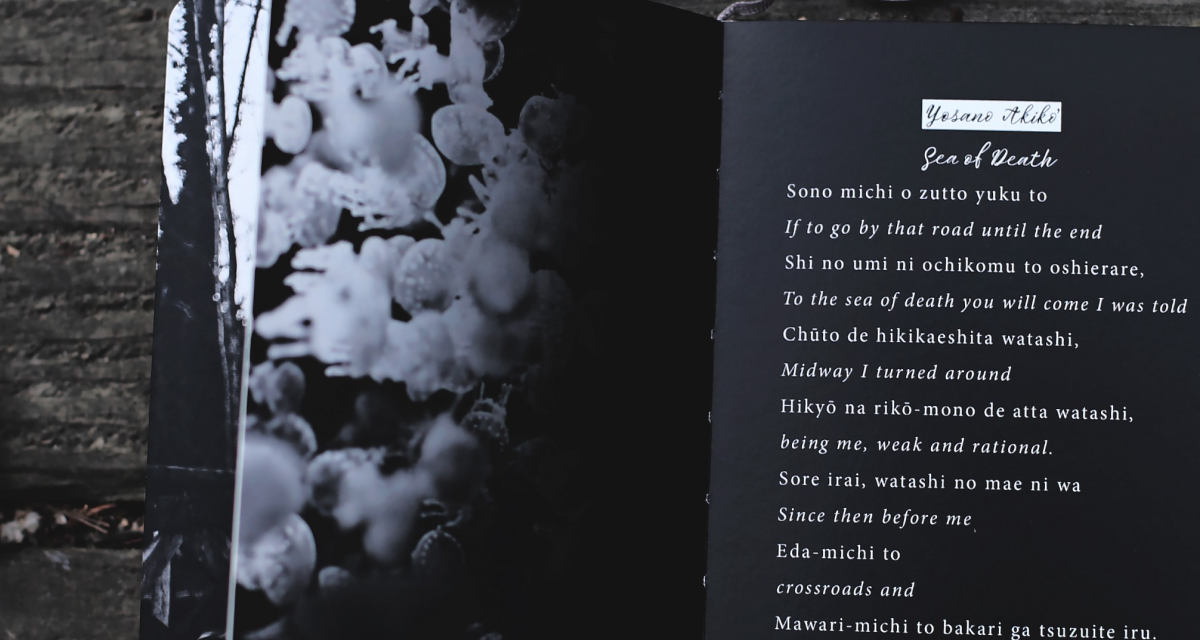 Yosano Akiko
Sea of Death
Sono michi o zutto yuku to
If to go by that road until the end
Shi no umi ni ochikomu to oshierare,
To the sea of death you will come I was told
Chūto de hikikaeshita watashi,
Midway I turned around
Hikyō na rikō-mono de atta watashi,
being me, weak and rational.
Sore irai, watashi no mae ni wa
Since then before me
Eda-michi to
crossroads and
Mawari-michi to bakari ga tsuzuite iru.